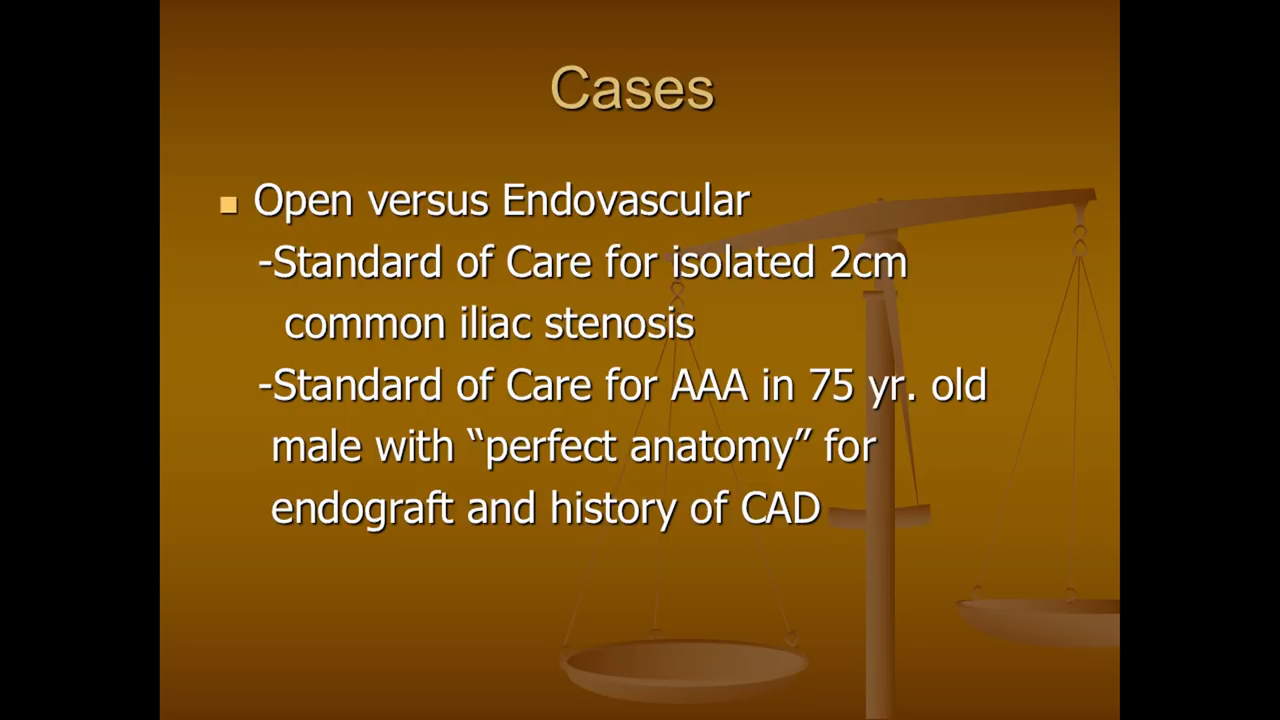 Cases
Open versus Endovascular
-Standard of Care for isolated 2cm
common iliac stenosis
-Standard of Care for AAA in 75 yr. old
male with “perfect anatomy” for
endograft and history of CAD